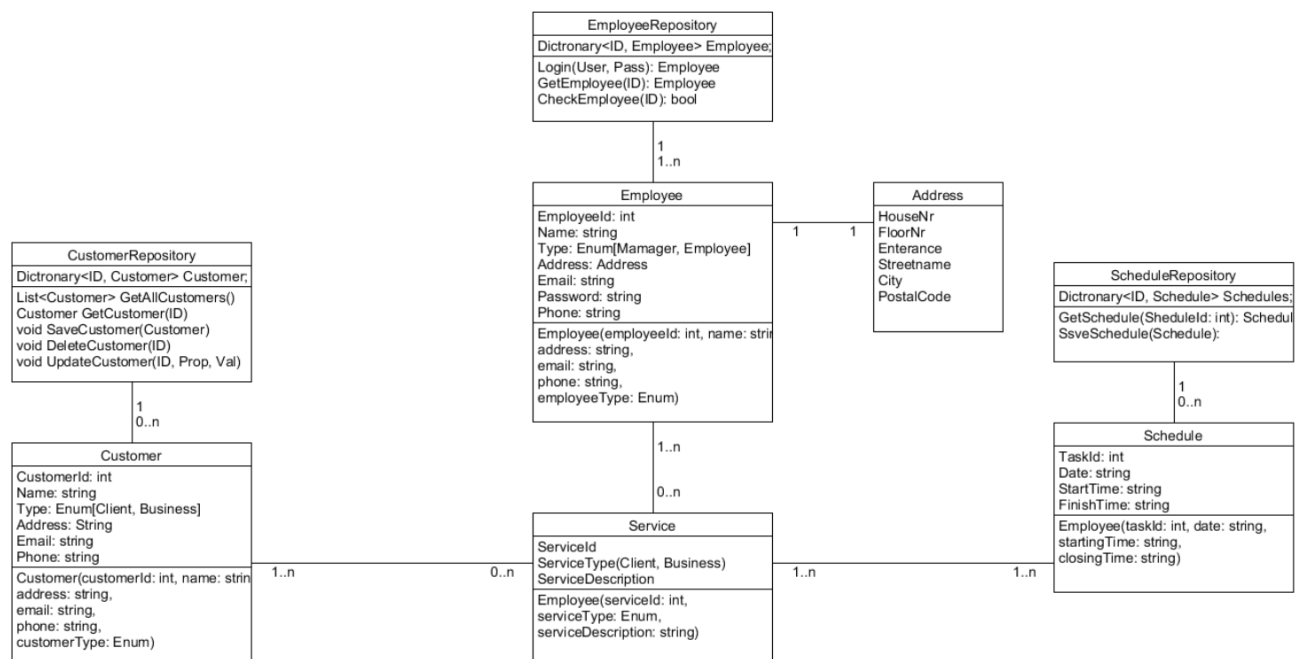 EmployeeRepository
Dictronary<ID, Employee> Employee;
Login(User, Pass): Employee
GetEmployee(ID): Employee
CheckEmployee(ID): bool
1
1..n
Employee
EmployeeId: int
Name: string
Type: Enum[Mamager, Employee]
Address: Address
Email: string
Password: string
Phone: string
Employee(employeeId: int, name: strin
address: string,
email: string,
phone: string,
employeeType: Enum)
1
1
Address
HouseNr
FloorNr
Enterance
Streetname
City
PostalCode
CustomerRepository
Dictronary<ID, Customer> Customer;
List<Customer> GetAllCustomers()
Customer GetCustomer(ID)
void SaveCustomer(Customer)
void DeleteCustomer(ID)
void UpdateCustomer(ID, Prop, Val)
1
0..n
ScheduleRepository
Dictronary<ID, Schedule> Schedules;
GetSchedule(SheduleId: int): Schedul
SsveSchedule(Schedule):
1
0..n
Customer
CustomerId: int
Name: string
Type: Enum[Client, Business]
Address: String
Email: string
Phone: string
Customer(customerId: int, name: strin
address: string,
email: string,
phone: string,
customerType: Enum)
1..n
0..n
1..n
0..n
Service
ServiceId
ServiceType(Client, Business)
ServiceDescription
Employee(serviceId: int,
serviceType: Enum,
serviceDescription: string)
1..n
1..n
Schedule
TaskId: int
Date: string
StartTime: string
FinishTime: string
Employee(taskId: int, date: string,
startingTime: string,
closingTime: string)